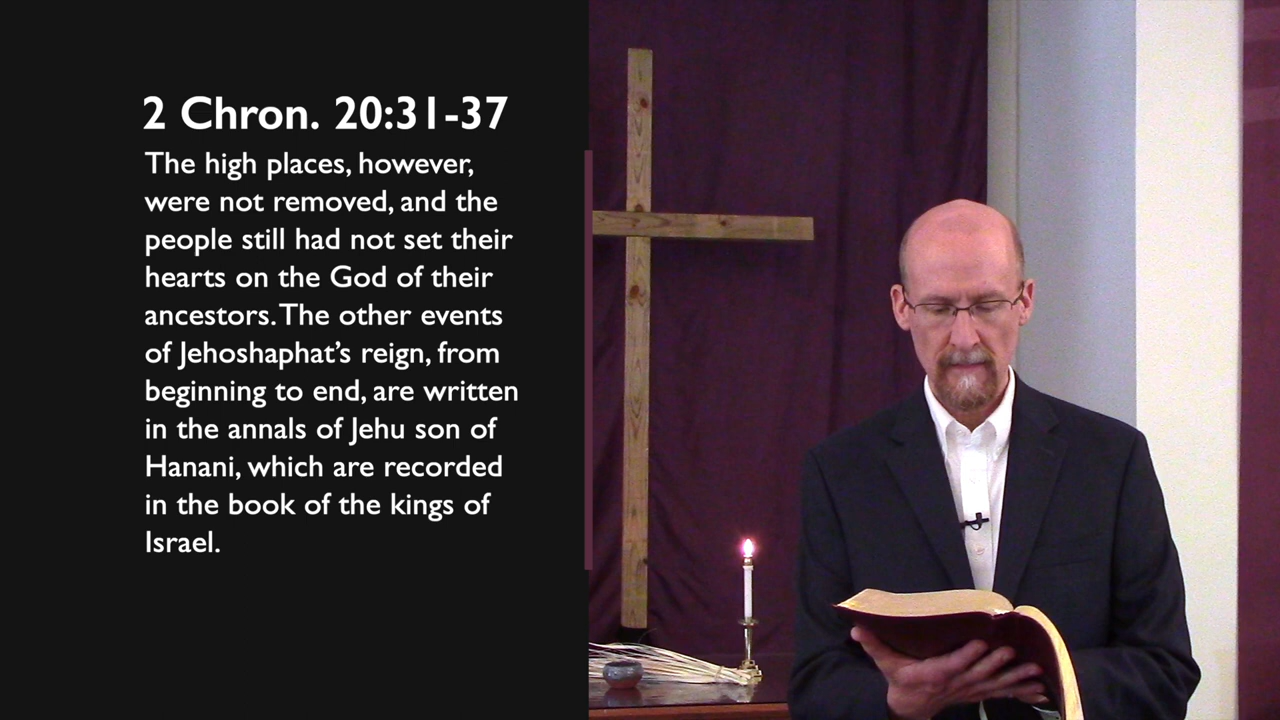 2 Chron. 20:31-37
The high places, however,
were not removed, and the
people still had not set their
hearts on the God of their
ancestors. The other events
of Jehoshaphat’s reign, from
beginning to end, are written
in the annals of Jehu son of
Hanani, which are recorded
in the book of the kings of
Israel.